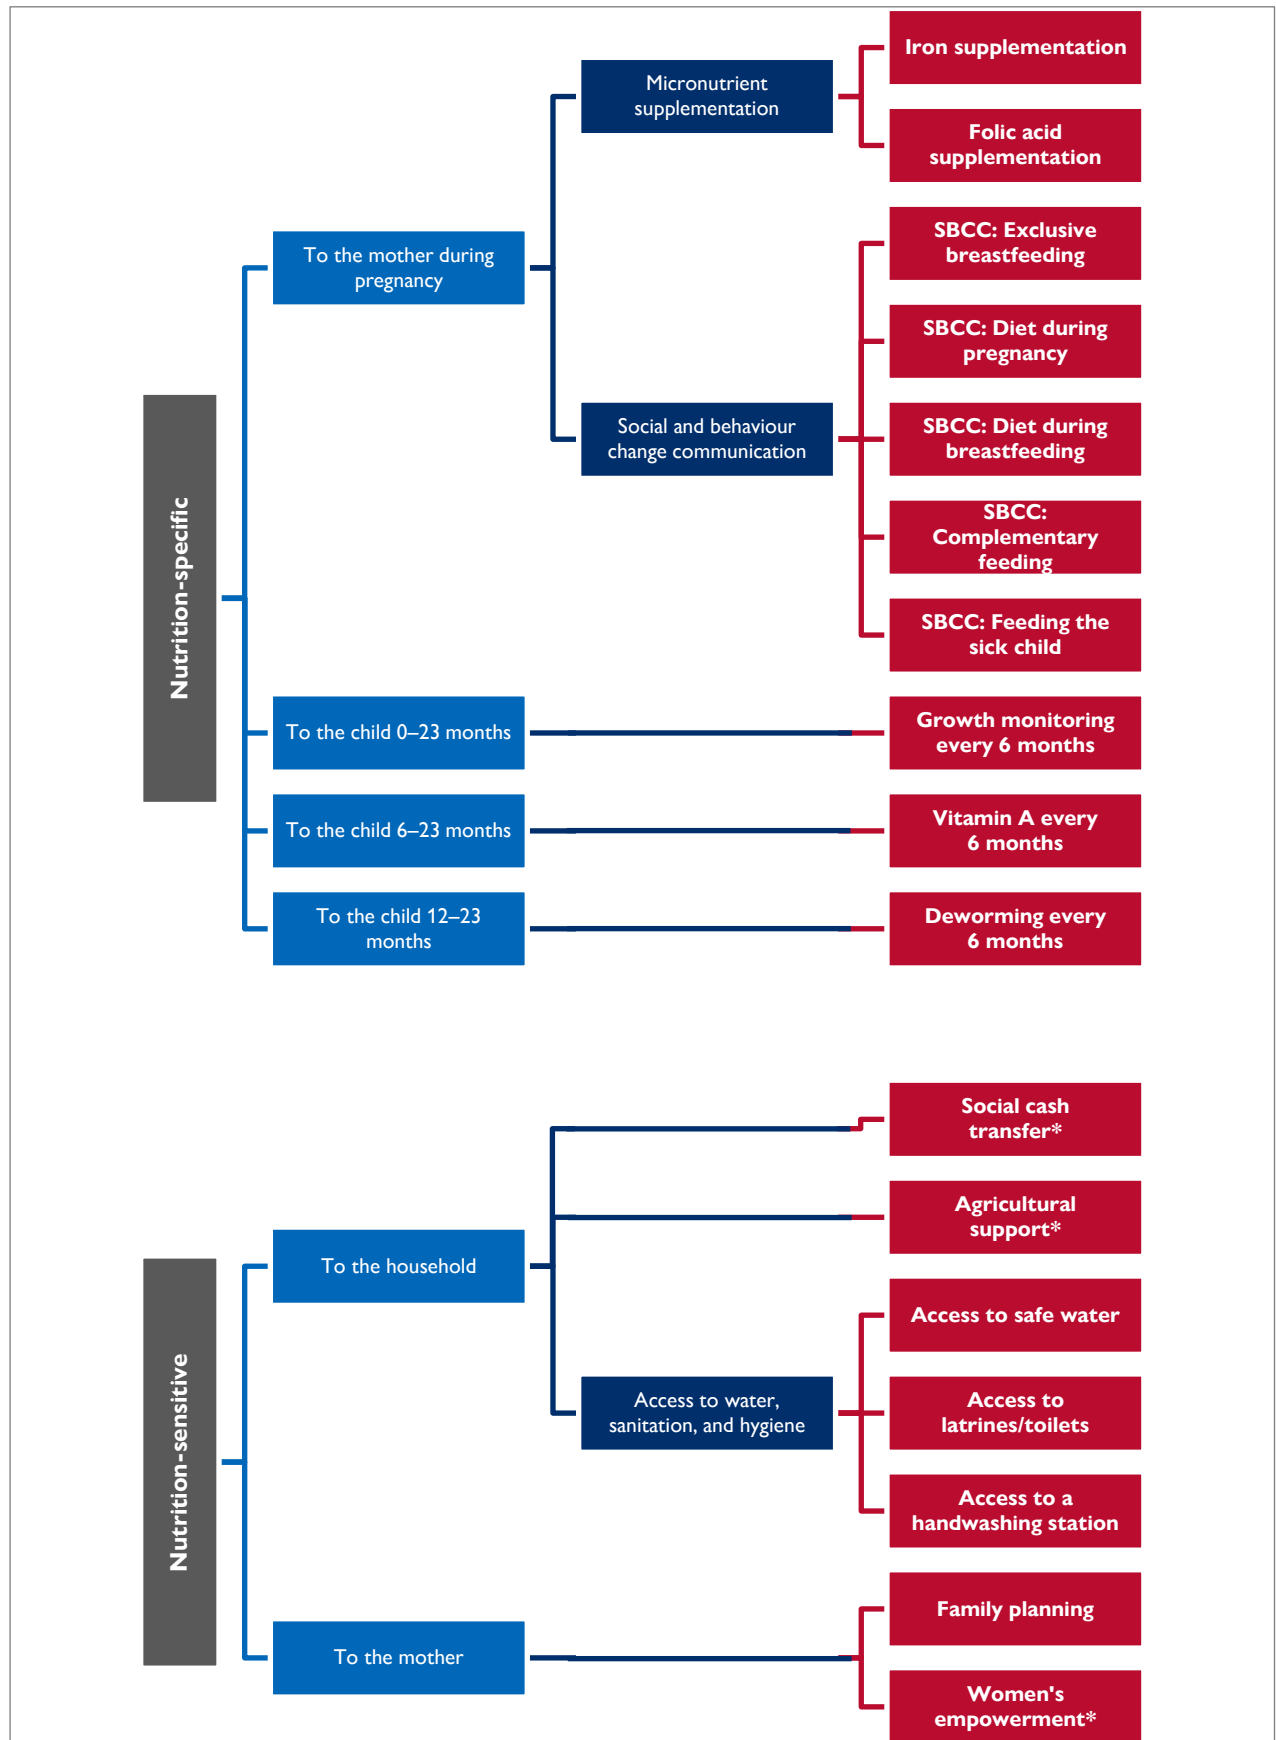 Nutrition-specific
To the mother during
pregnancy
Micronutrient
supplementation
Iron supplementation
Folic acid
supplementation
Social and behaviour
change communication
SBCC: Exclusive
breastfeeding
SBCC: Diet during
pregnancy
SBCC: Diet during
breastfeeding
SBCC:
Complementary
feeding
SBCC: Feeding the
sick child
To the child 0–23 months
Growth monitoring
every 6 months
To the child 6–23 months
Vitamin A every
6 months
To the child 12–23
months
Deworming every
6 months
Nutrition-sensitive
To the household
Social cash
transfer*
Agricultural
support*
Access to water,
sanitation, and hygiene
Access to safe water
Access to
latrines/toilets
Access to a
handwashing station
To the mother
Family planning
Women's
empowerment*